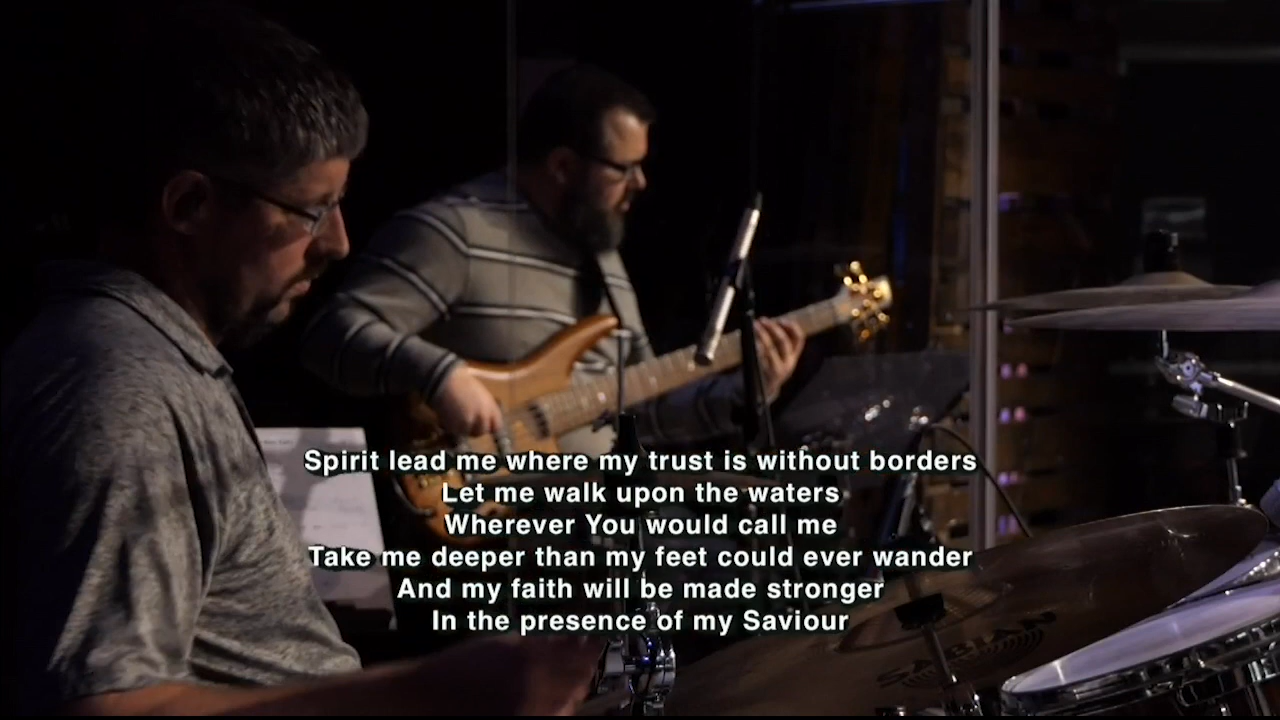 Spirit lead me where my trust is without borders
Let me walk upon the waters
Wherever You would call me
Take me deeper than my feet could ever wander
And my faith will be made stronger
In the presence of my Saviour
SABIAN